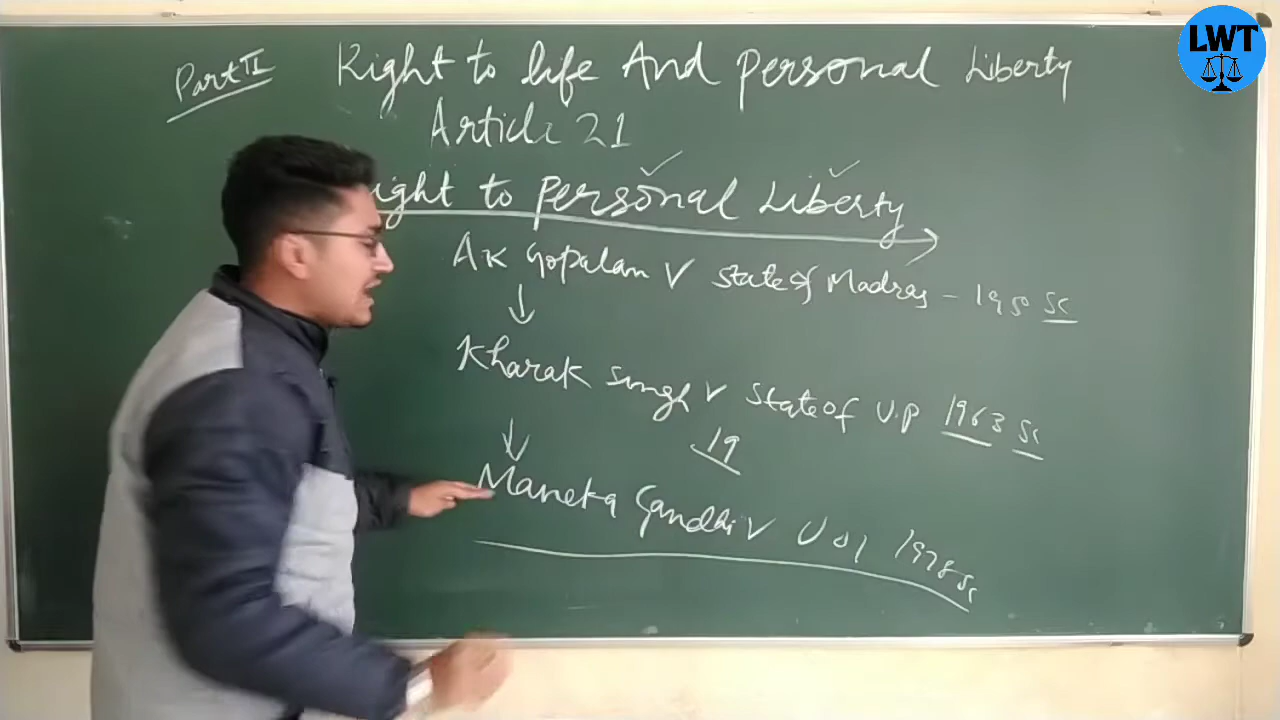 LWT
Part II Right to life And personal Liberty
Article 21
ight to personal Liberty
AK Gopalan V State of Madras - 1950 SC
Kharak Singh V State of U.P 1963 SC
19
Maneka Gandhi V UOI 1978 SC